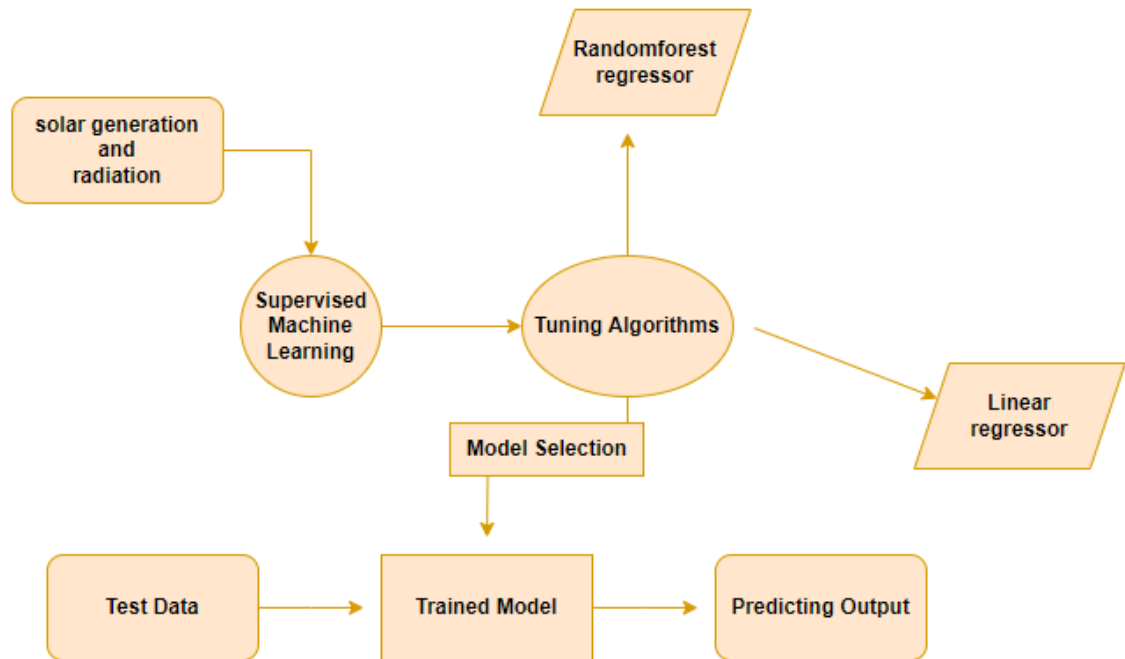 Randomforest
regressor
solar generation
and
radiation
Supervised
Machine
Learning
Tuning Algorithms
Linear
regressor
Model Selection
Test Data
Trained Model
Predicting Output